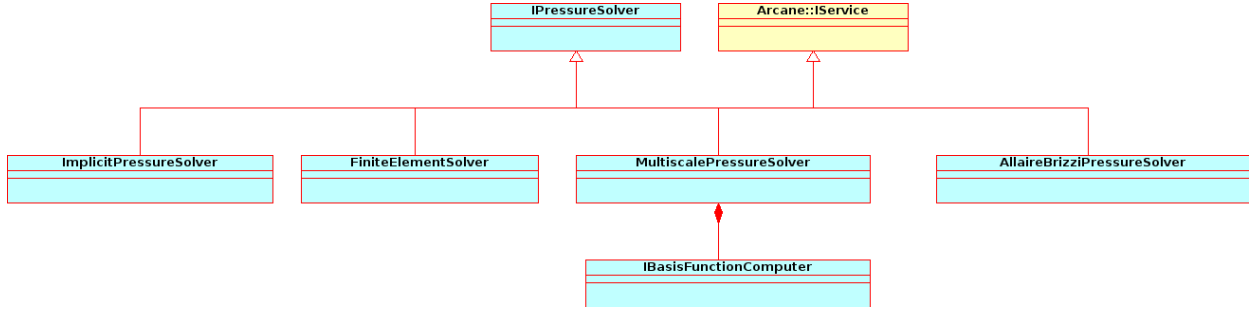 IPressureSolver
Arcane::IService
ImplicitPressureSolver
FiniteElementSolver
MultiscalePressureSolver
AllaireBrizziPressureSolver
IBasisFunctionComputer